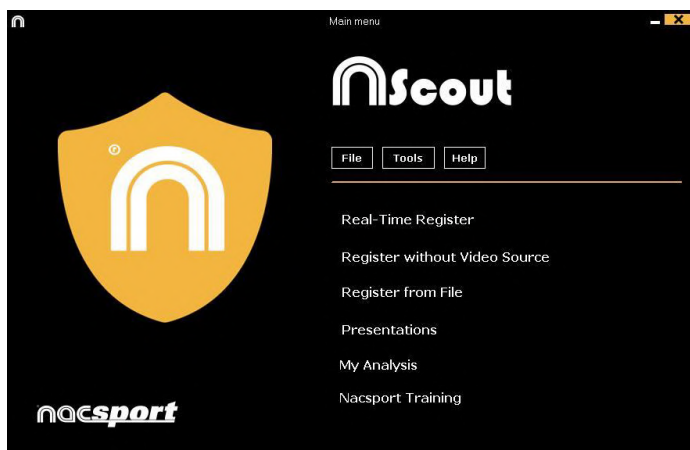 Main menu
nScout
File Tools Help
Real-Time Register
Register without Video Source
Register from File
Presentations
My Analysis
Nacsport Training
nacsport